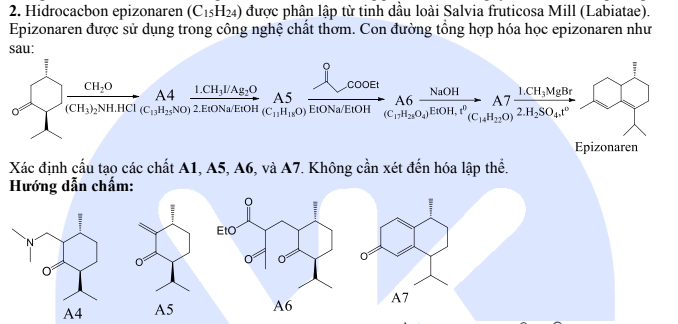 2. Hidrocacbon epizonaren (C₁₅H₂₄) được phân lập từ tinh dầu loài Salvia fruticosa Mill (Labiatae).
Epizonaren được sử dụng trong công nghệ chất thơm. Con đường tổng hợp hóa học epizonaren như
sau:
O
CH₂O
(CH₃)₂NH.HCl
A4
(C₁₃H₂₅NO)
1.CH₃I/Ag₂O
2.EtONa/EtOH
A5
(C₁₁H₁₈O)
O
COOEt
EtONa/EtOH
A6
(C₁₇H₂₈O₄)
NaOH
EtOH, t⁰
A7
(C₁₄H₂₂O)
1.CH₃MgBr
2.H₂SO₄,t⁰
Epizonaren
Xác định cấu tạo các chất A1, A5, A6, và A7. Không cần xét đến hóa lập thể.
Hướng dẫn chấm:
N
O
A4
O
A5
O
EtO
O
O
A6
O
A7